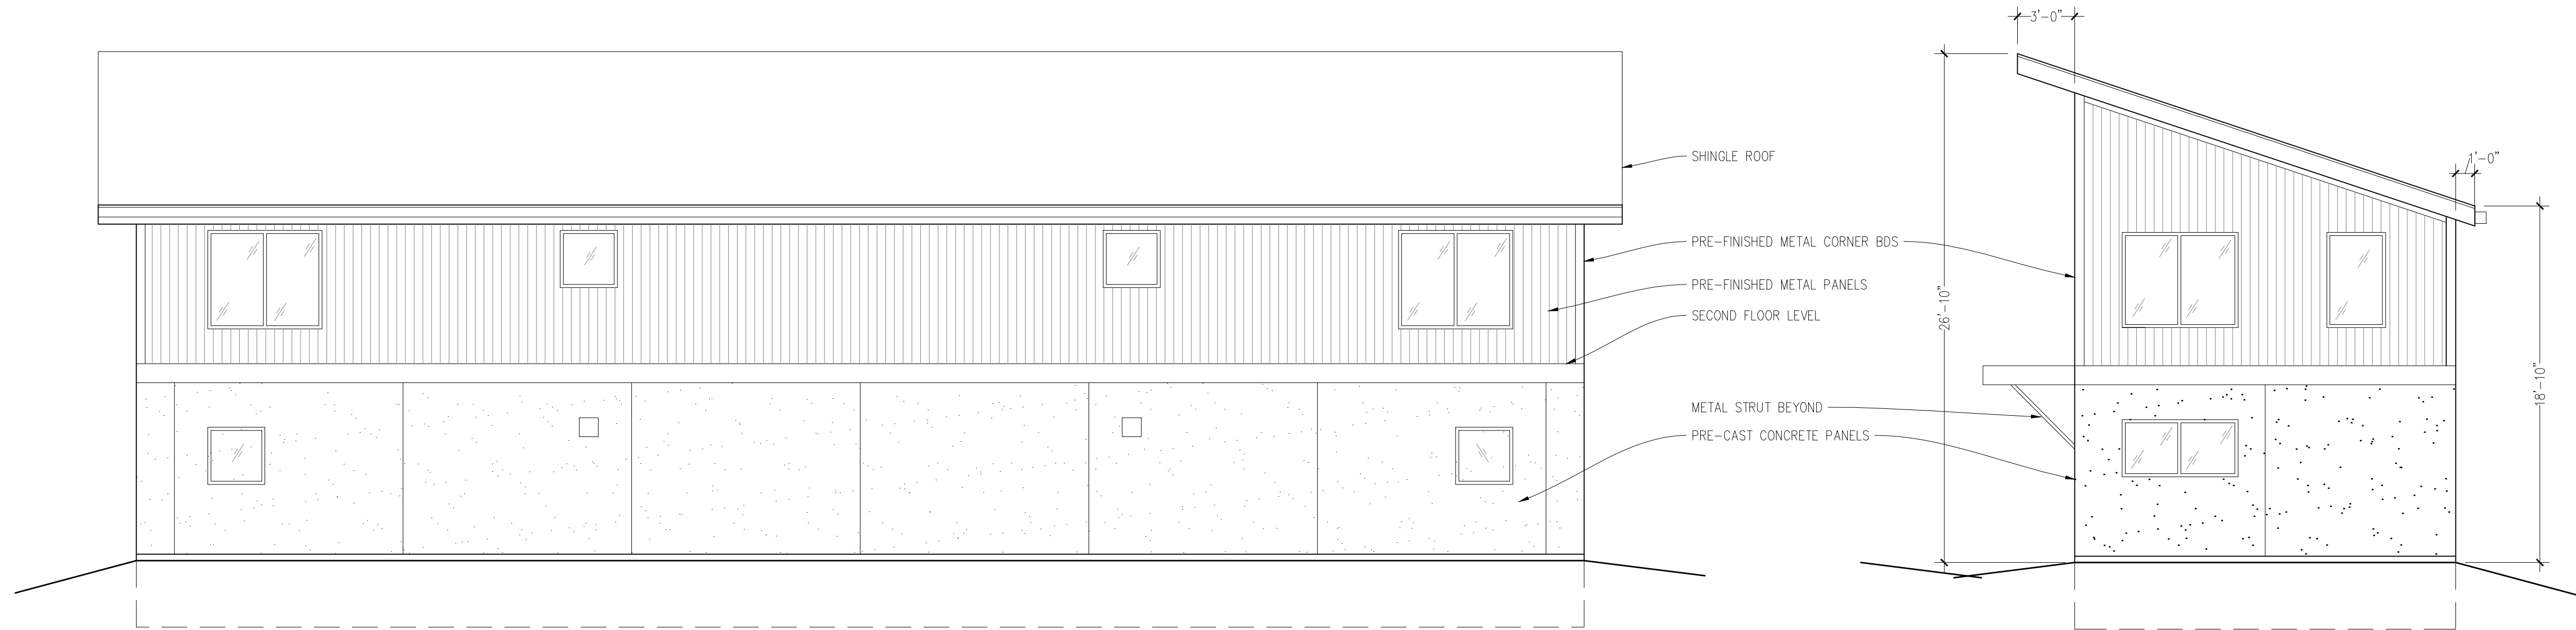 3'-0"
SHINGLE ROOF
1'-0"
PRE-FINISHED METAL CORNER BDS
PRE-FINISHED METAL PANELS
26'-10"
SECOND FLOOR LEVEL
18'-10"
METAL STRUT BEYOND
PRE-CAST CONCRETE PANELS